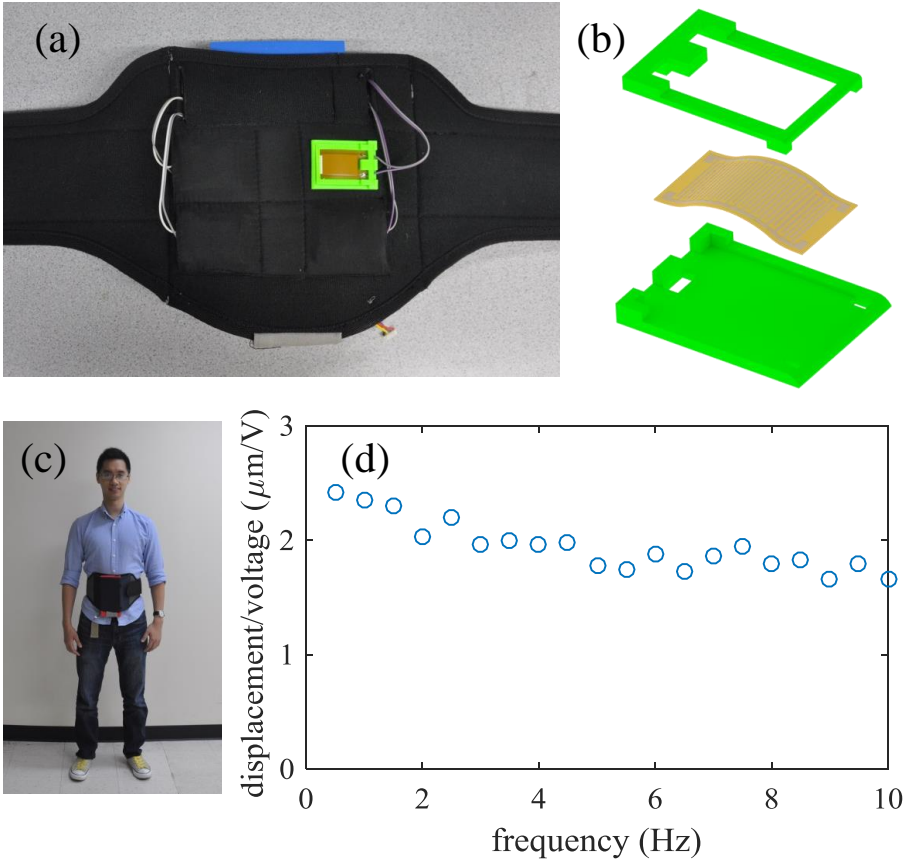 (a)
(b)
(c)
(d)
displacement/voltage (μm/V)
3
2
1
0
0 2 4 6 8 10
frequency (Hz)